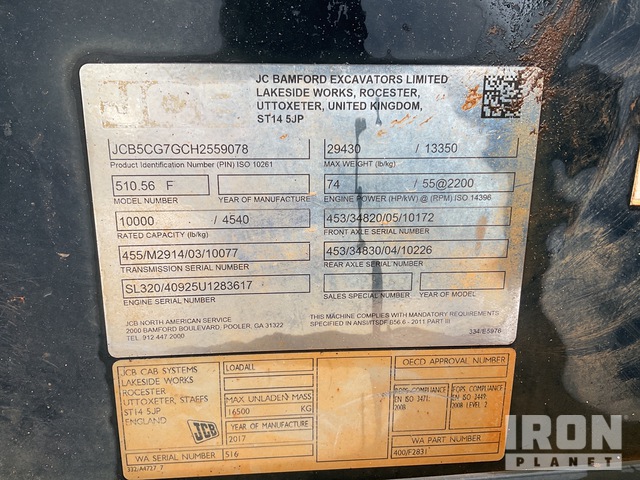 JCB
JC BAMFORD EXCAVATORS LIMITED
LAKESIDE WORKS, ROCESTER,
UTTOXETER, UNITED KINGDOM,
ST14 5JP
JCB5CG7GCH2559078
Product Identification Number (PIN) ISO 10261
29430 / 13350
MAX WEIGHT (lb/kg)
510.56 F
MODEL NUMBER
YEAR OF MANUFACTURE
74 / 55@2200
ENGINE POWER (HP/kW) @ (RPM) ISO 14396
10000 / 4540
RATED CAPACITY (lb/kg)
453/34820/05/10172
FRONT AXLE SERIAL NUMBER
455/M2914/03/10077
TRANSMISSION SERIAL NUMBER
453/34830/04/10226
REAR AXLE SERIAL NUMBER
SL320/40925U1283617
ENGINE SERIAL NUMBER
SALES SPECIAL NUMBER
YEAR
JCB NORTH AMERICAN SERVICE
2000 BAMFORD BOULEVARD, POOLER, GA 31322
TEL. 912 447 2000
THIS MACHINE COMPLIES WITH MANDATORY REQUIREMENTS
SPECIFIED IN ANSI/ITSDF B56.6 - 2011 PART III
334/E5976
JCB CAB SYSTEMS
LAKESIDE WORKS
ROCESTER
UTTOXETER, STAFFS
ST14 5JP
ENGLAND
JCB
WA SERIAL NUMBER
332/A4727 7
LOADALL
MAX UNLADEN MASS
16500 KG
YEAR OF MANUFACTURE
2017
516
OECD APPROVAL NUMBER
ROPS COMPLIANCE
EN ISO 3471:
2008
FOPS COMPLIANCE
EN ISO 3449:
2008 LEVEL 2
WA PART NUMBER
400/F2831
IRON
PLANET